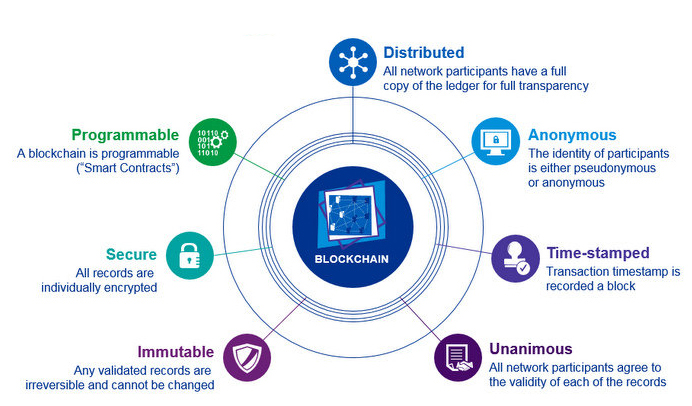 Distributed
All network participants have a full
copy of the ledger for full transparency
Programmable
A blockchain is programmable
(“Smart Contracts”)
10110
001
101
11010
Anonymous
The identity of participants
is either pseudonymous
or anonymous
BLOCKCHAIN
Secure
All records are
individually encrypted
Time-stamped
Transaction timestamp is
recorded a block
Immutable
Any validated records are
irreversible and cannot be changed
Unanimous
All network participants agree to
the validity of each of the records